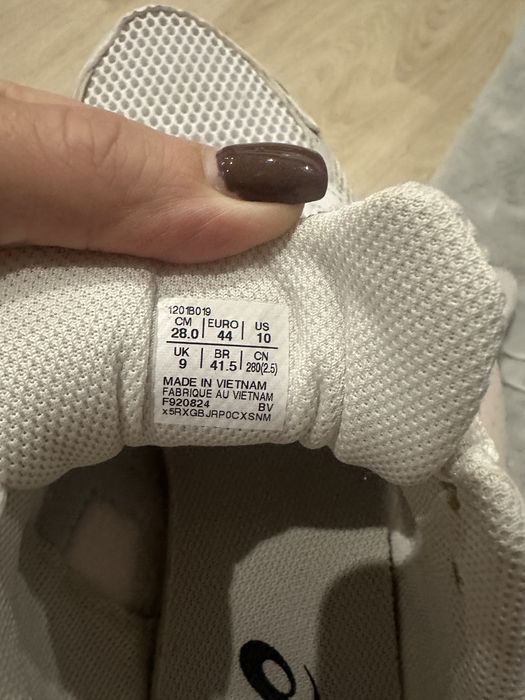 1201B019
CM EURO US
28.0 44 10
UK BR CN
9 41.5 280(2.5)
MADE IN VIETNAM
FABRIQUE AU VIETNAM
F920824 BV
x5RXGBJRP0CXSNM